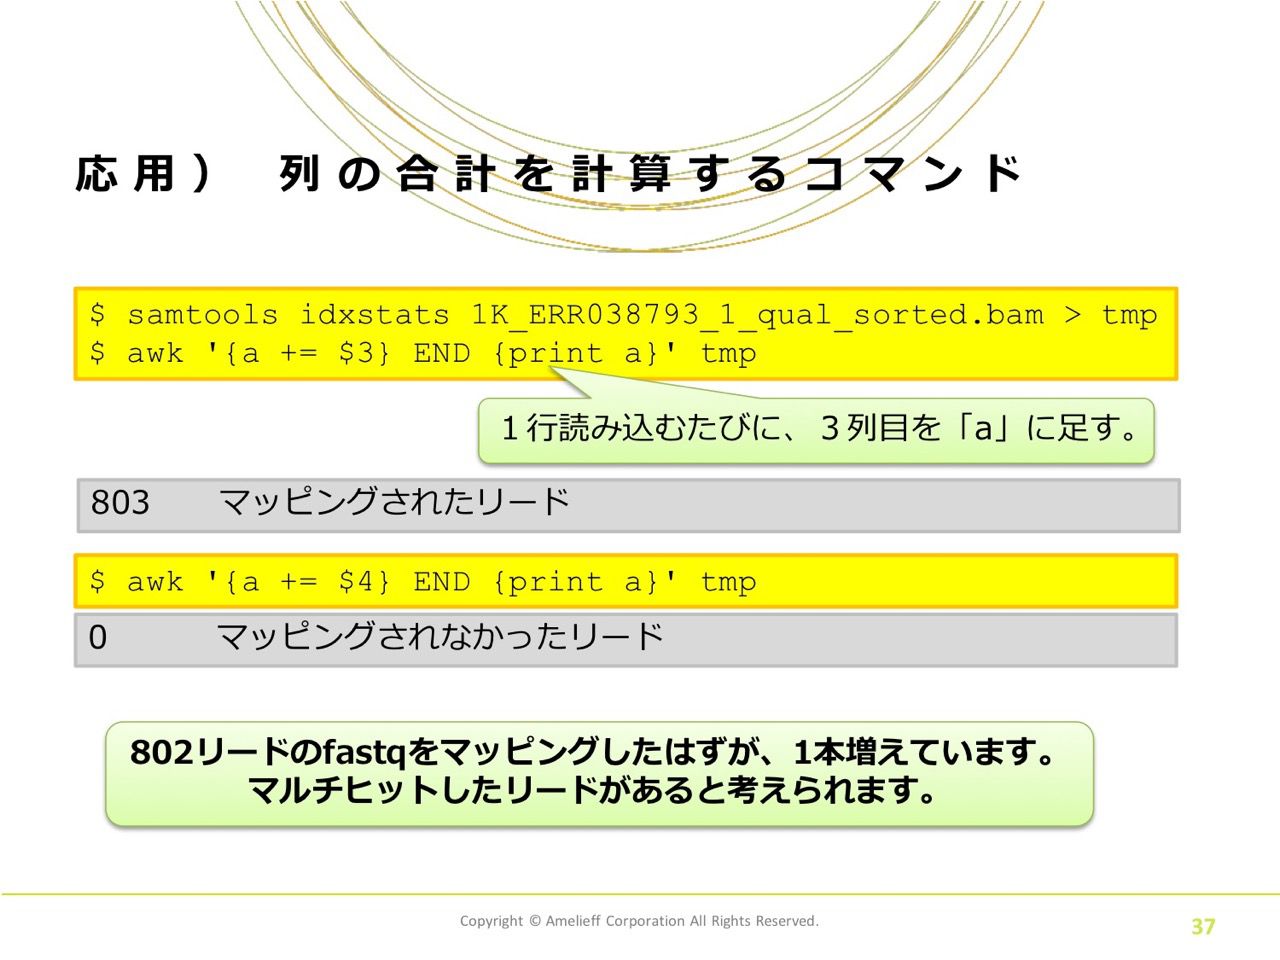 応用） 列の合計を計算するコマンド
$ samtools idxstats 1K_ERR038793_1_qual_sorted.bam > tmp
$ awk '{a += $3} END {print a}' tmp
１行読み込むたびに、３列目を「a」に足す。
803 マッピングされたリード
$ awk '{a += $4} END {print a}' tmp
0 マッピングされなかったリード
802リードのfastqをマッピングしたはずが、1本増えています。
マルチヒットしたリードがあると考えられます。
Copyright © Amelieff Corporation All Rights Reserved.
37